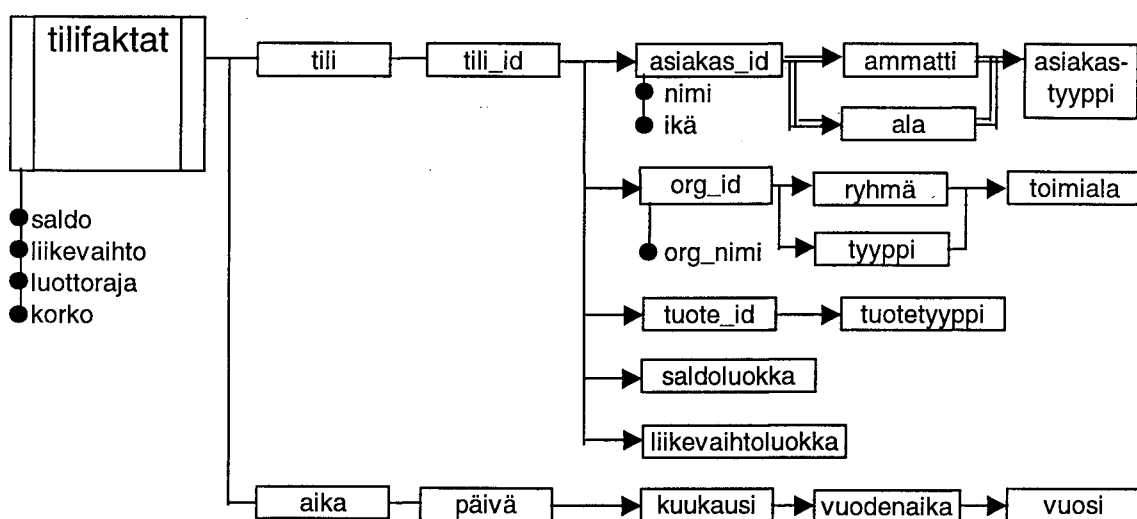 tilifaktat
saldo
liikevaihto
luottoraja
korko
tili
tili_id
asiakas_id
nimi
ikä
ammatti
ala
asiakas-
tyyppi
org_id
org_nimi
ryhmä
tyyppi
toimiala
tuote_id
tuotetyyppi
saldoluokka
liikevaihtoluokka
aika
päivä
kuukausi
vuodenaika
vuosi